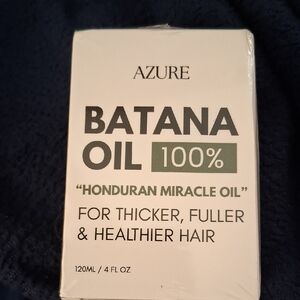 AZURE
BATANA
OIL 100%
“HONDURAN MIRACLE OIL”
FOR THICKER, FULLER
& HEALTHIER HAIR
120ML / 4 FL OZ